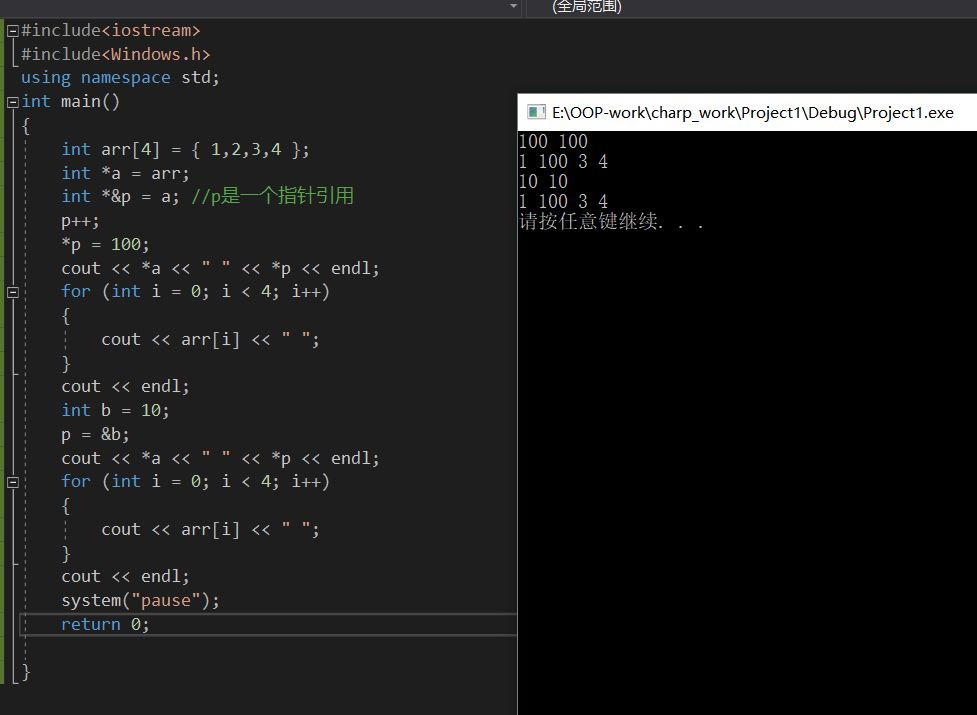 (全局范围)
#include<iostream>
#include<Windows.h>
using namespace std;
int main()
{
int arr[4] = { 1,2,3,4 };
int *a = arr;
int *&p = a; //p是一个指针引用
p++;
*p = 100;
cout << *a << " " << *p << endl;
for (int i = 0; i < 4; i++)
{
cout << arr[i] << " ";
}
cout << endl;
int b = 10;
p = &b;
cout << *a << " " << *p << endl;
for (int i = 0; i < 4; i++)
{
cout << arr[i] << " ";
}
cout << endl;
system("pause");
return 0;
}
E:\OOP-work\charp_work\Project1\Debug\Project1.exe
100 100
1 100 3 4
10 10
1 100 3 4
请按任意键继续. . .